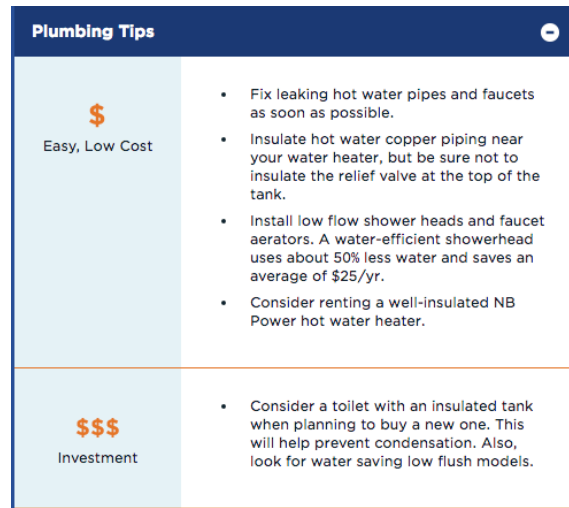 Plumbing Tips
$
Easy, Low Cost
• Fix leaking hot water pipes and faucets
as soon as possible.
• Insulate hot water copper piping near
your water heater, but be sure not to
insulate the relief valve at the top of the
tank.
• Install low flow shower heads and faucet
aerators. A water-efficient showerhead
uses about 50% less water and saves an
average of $25/yr.
• Consider renting a well-insulated NB
Power hot water heater.
$$$
Investment
• Consider a toilet with an insulated tank
when planning to buy a new one. This
will help prevent condensation. Also,
look for water saving low flush models.